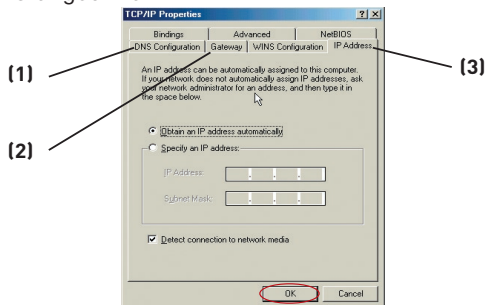 TCP/IP Properties
Bindings Advanced NetBIOS
DNS Configuration Gateway WINS Configuration IP Address
(1)
(3)
An IP address can be automatically assigned to this computer.
If your network does not automatically assign IP addresses, ask
your network administrator for an address, and then type it in
the space below.
(2)
Obtain an IP address automatically
Specify an IP address:
IP Address:
Subnet Mask:
Detect connection to network media
OK Cancel